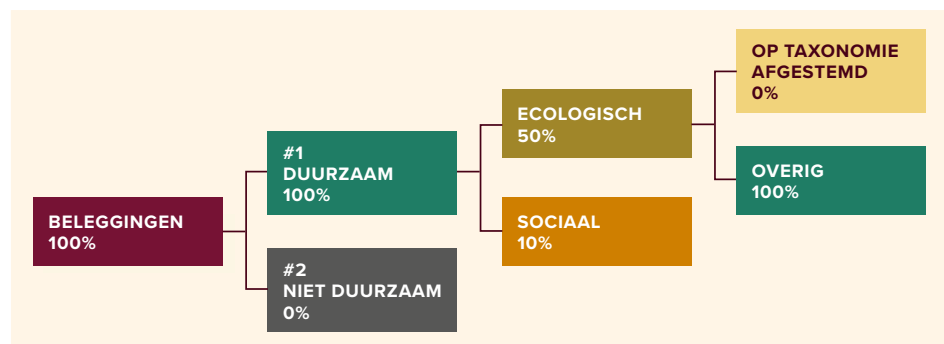 BELEGGINGEN
100%
#1
DUURZAAM
100%
#2
NIET DUURZAAM
0%
ECOLOGISCH
50%
SOCIAAL
10%
OP TAXONOMIE
AFGESTEMD
0%
OVERIG
100%